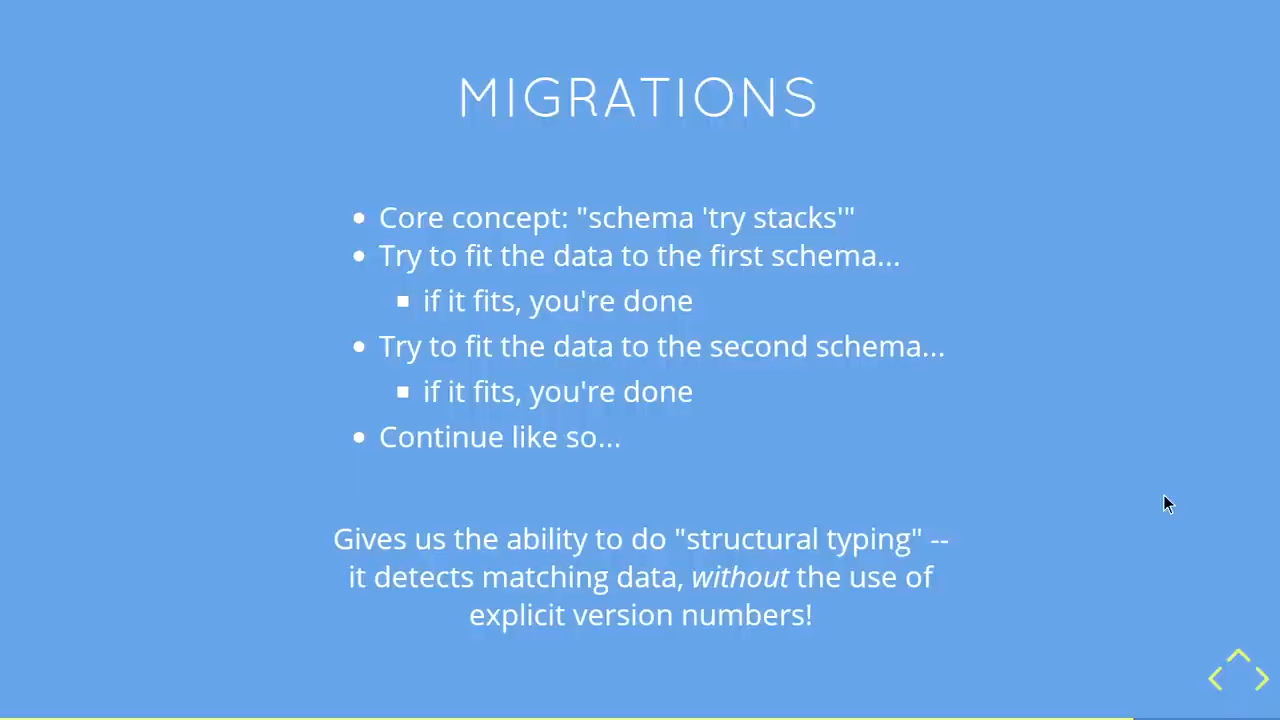 MIGRATIONS
Core concept: "schema 'try stacks'"
Try to fit the data to the first schema...
if it fits, you're done
Try to fit the data to the second schema...
if it fits, you're done
Continue like so...
Gives us the ability to do "structural typing" --
it detects matching data, without the use of
explicit version numbers!